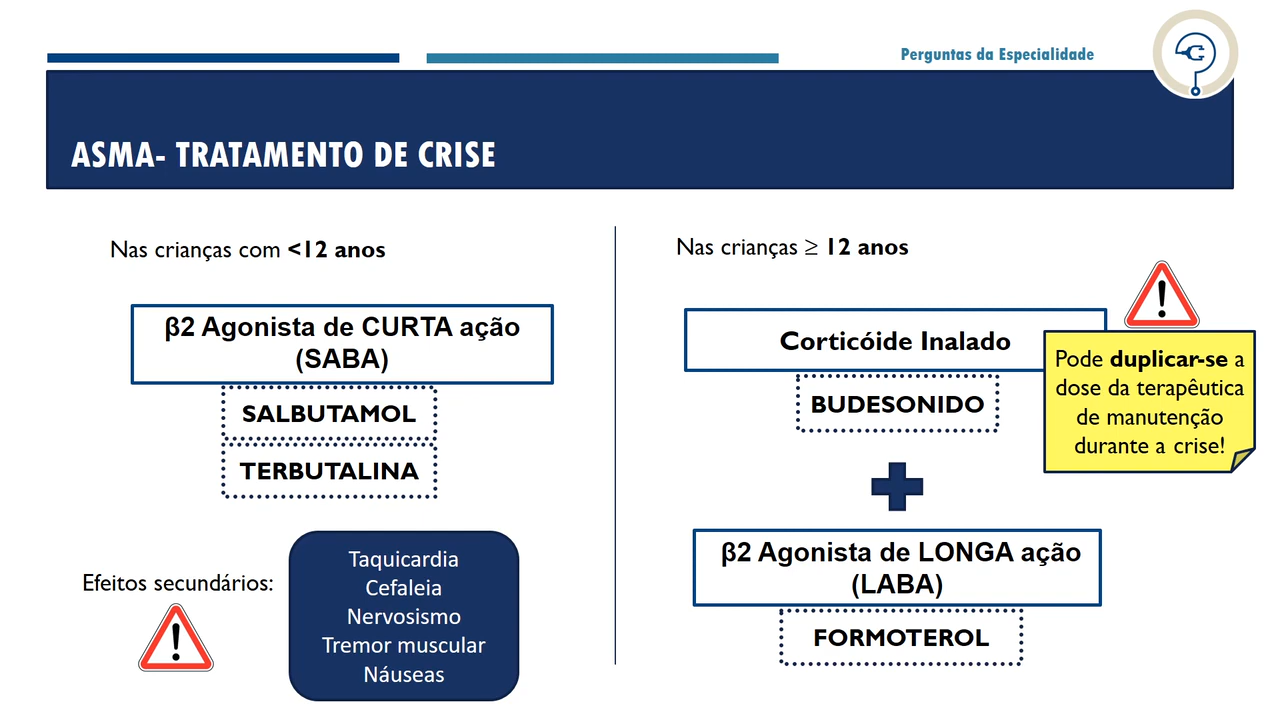 Perguntas da Especialidade
ASMA- TRATAMENTO DE CRISE
Nas crianças com <12 anos
β2 Agonista de CURTA ação
(SABA)
SALBUTAMOL
TERBUTALINA
Efeitos secundários:
Taquicardia
Cefaleia
Nervosismo
Tremor muscular
Náuseas
Nas crianças ≥ 12 anos
Corticóide Inalado
BUDESONIDO
Pode duplicar-se a
dose da terapêutica
de manutenção
durante a crise!
β2 Agonista de LONGA ação
(LABA)
FORMOTEROL